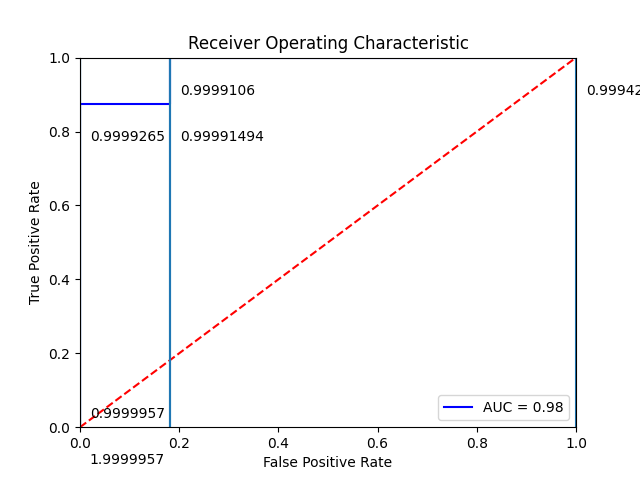 Receiver Operating Characteristic
1.0
0.9999106
0.99942
0.9999265
0.99991494
0.8
0.6
True Positive Rate
0.4
0.2
0.9999957
AUC = 0.98
0.0
0.0 0.2 0.4 0.6 0.8 1.0
1.9999957
False Positive Rate